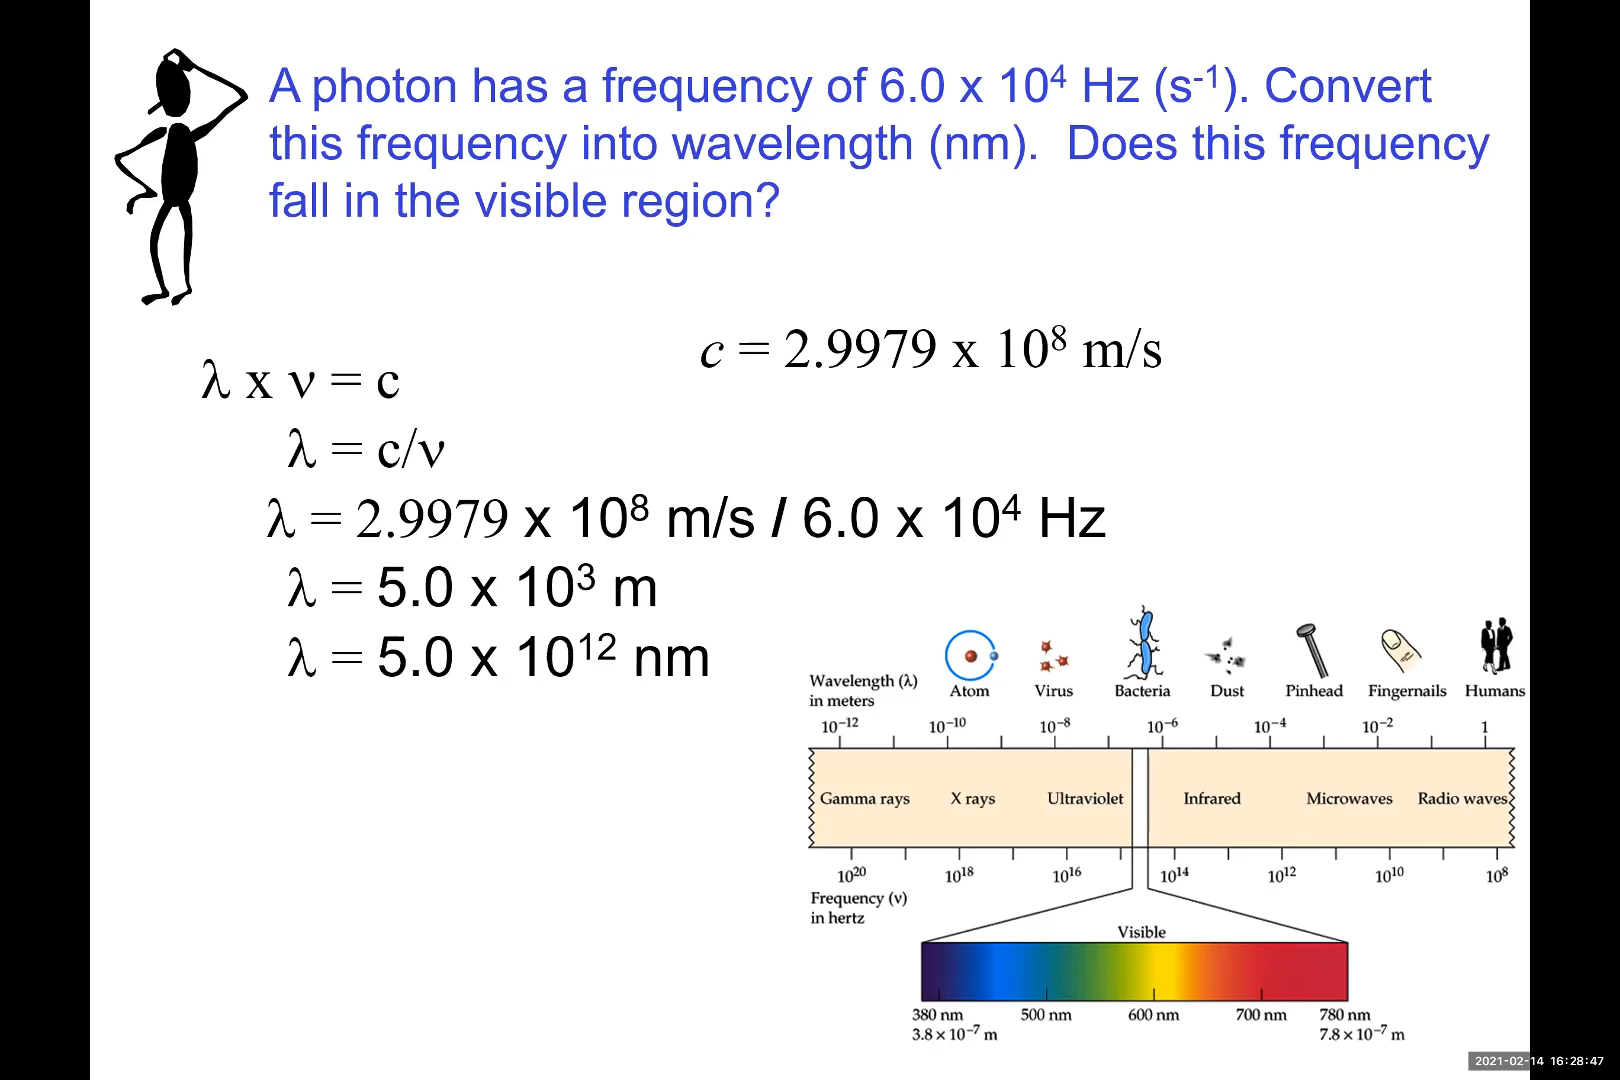 A photon has a frequency of 6.0 x 10⁴ Hz (s⁻¹). Convert
this frequency into wavelength (nm).  Does this frequency
fall in the visible region?
c = 2.9979 x 10⁸ m/s
λ x ν = c
λ = c/ν
λ = 2.9979 x 10⁸ m/s / 6.0 x 10⁴ Hz
λ = 5.0 x 10³ m
λ = 5.0 x 10¹² nm
Wavelength (λ)
in meters
Atom Virus Bacteria Dust Pinhead Fingernails Humans
10⁻¹² 10⁻¹⁰ 10⁻⁸ 10⁻⁶ 10⁻⁴ 10⁻² 1
Gamma rays X rays Ultraviolet Infrared Microwaves Radio waves
10²⁰ 10¹⁸ 10¹⁶ 10¹⁴ 10¹² 10¹⁰ 10⁸
Frequency (ν)
in hertz
Visible
380 nm 500 nm 600 nm 700 nm 780 nm
3.8 × 10⁻⁷ m 7.8 × 10⁻⁷ m
2021-02-14 16:28:47